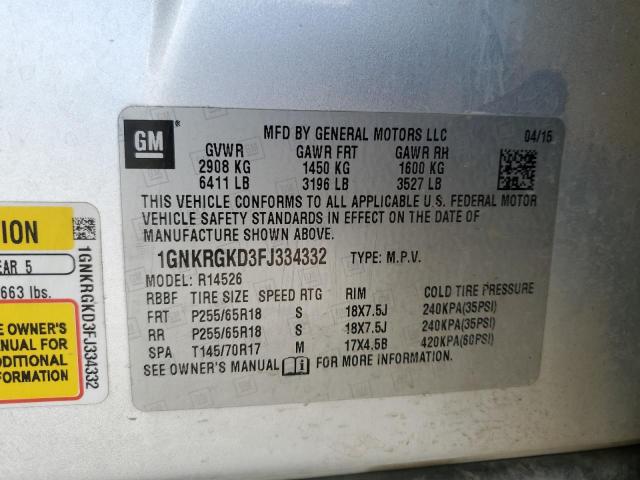 GM
MFD BY GENERAL MOTORS LLC 04/15
GVWR GAWR FRT GAWR RH
2908 KG 1450 KG 1600 KG
6411 LB 3196 LB 3527 LB
THIS VEHICLE CONFORMS TO ALL APPLICABLE U.S. FEDERAL MOTOR
VEHICLE SAFETY STANDARDS IN EFFECT ON THE DATE OF
MANUFACTURE SHOWN ABOVE.
1GNKRGKD3FJ334332 TYPE: M.P.V.
MODEL: R14526
RBBF TIRE SIZE SPEED RTG RIM COLD TIRE PRESSURE
FRT P255/65R18 S 18X7.5J 240KPA(35PSI)
RR P255/65R18 S 18X7.5J 240KPA(35PSI)
SPA T145/70R17 M 17X4.5B 420KPA(60PSI)
SEE OWNER'S MANUAL FOR MORE INFORMATION.
TION
EAR 5
663 lbs.
E OWNER'S
NUAL FOR
DDITIONAL
FORMATION
1GNKRGKD3FJ334332